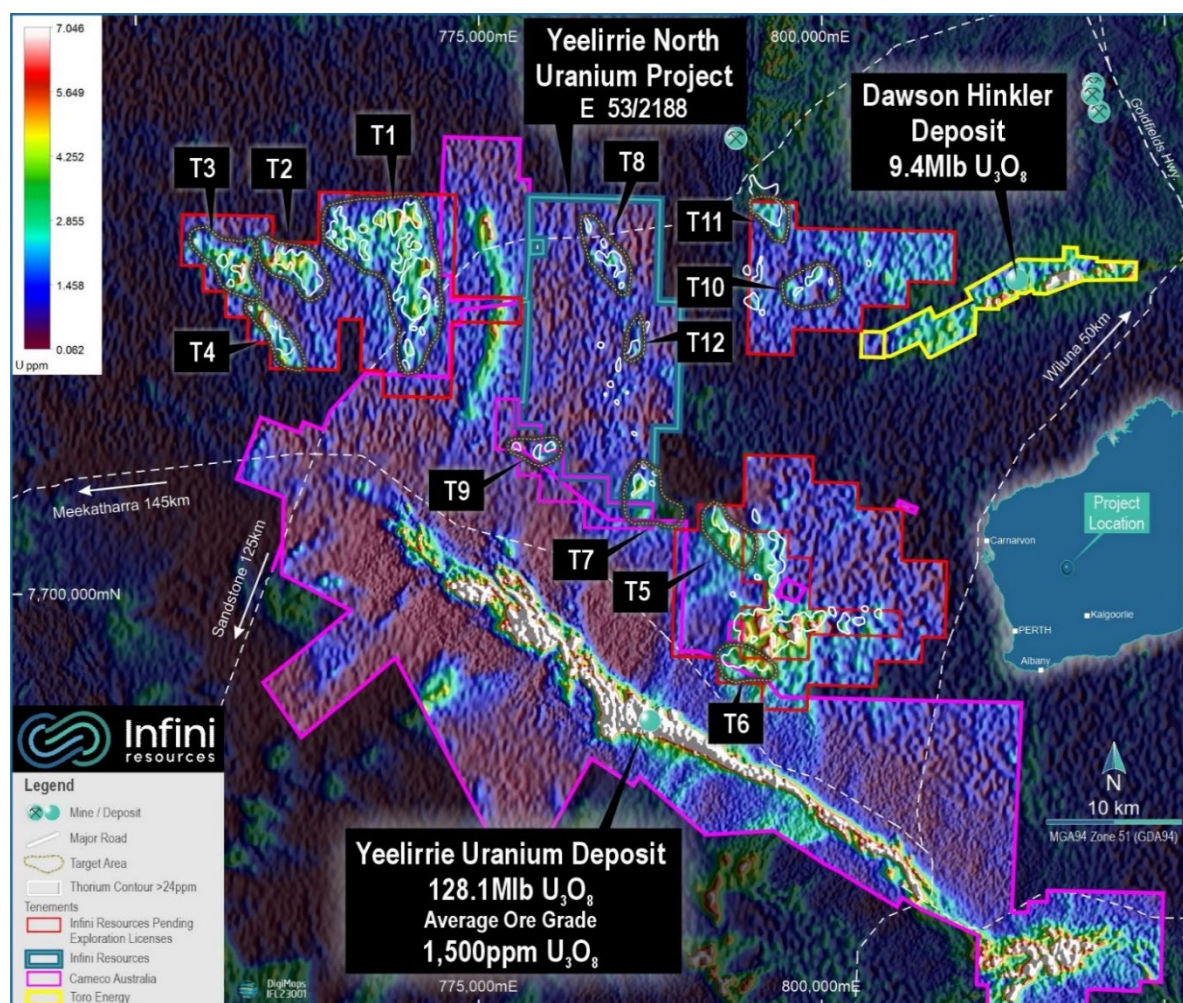 7.046
5.649
4.252
2.855
1.458
0.062
U ppm
775,000mE
800,000mE
Yeelirrie North
Uranium Project
E 53/2188
Dawson Hinkler
Deposit
9.4Mlb U₃O₈
Goldfields Hwy
T1
T2
T3
T4
T8
T11
T10
T12
T9
T7
T5
T6
Wiluna 50km
Meekatharra 145km
Sandstone 125km
7,700,000mN
Project
Location
Carnarvon
Kalgoorlie
PERTH
Albany
N
10 km
MGA94 Zone 51 (GDA94)
Yeelirrie Uranium Deposit
128.1Mlb U₃O₈
Average Ore Grade
1,500ppm U₃O₈
Infini
resources
Legend
Mine / Deposit
Major Road
Target Area
Thorium Contour >24ppm
Tenements
Infini Resources Pending
Exploration Licenses
Infini Resources
Cameco Australia
Toro Energy
DigiMaps
IFL23001
775,000mE
800,000mE